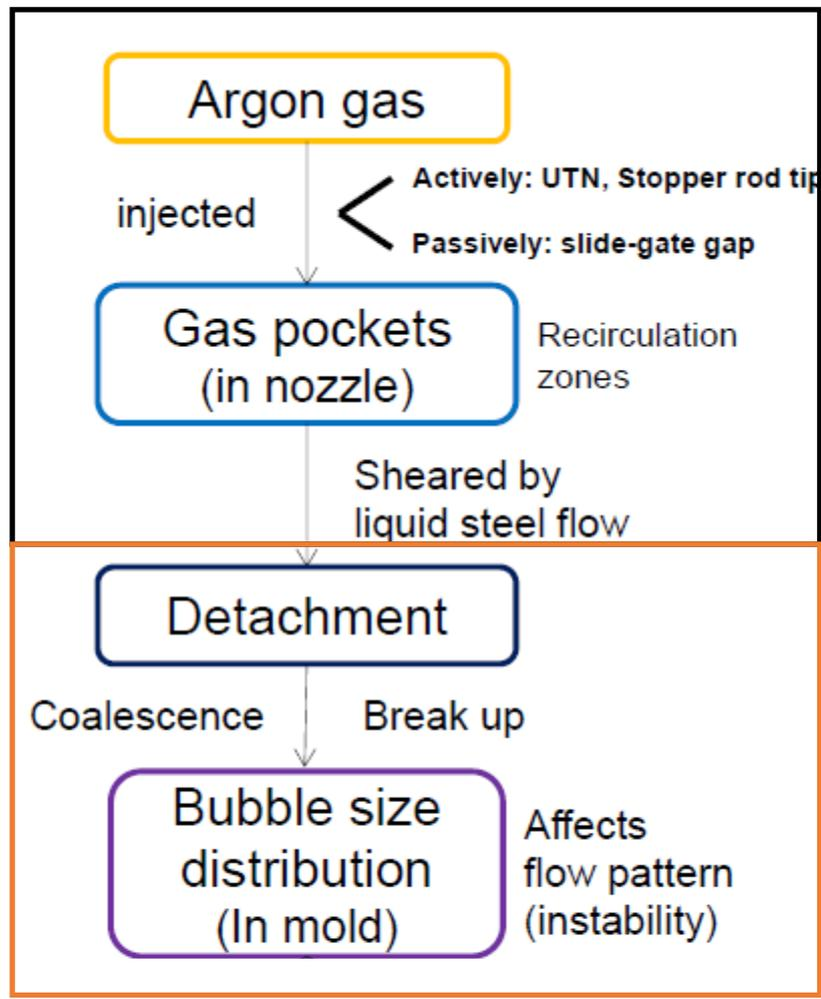 Argon gas
injected
Actively: UTN, Stopper rod tip
Passively: slide-gate gap
Gas pockets
(in nozzle)
Recirculation
zones
Sheared by
liquid steel flow
Detachment
Coalescence
Break up
Bubble size
distribution
(In mold)
Affects
flow pattern
(instability)